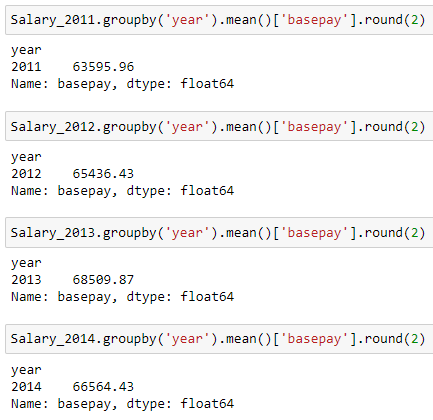 Salary_2011.groupby('year').mean()['basepay'].round(2)
year
2011    63595.96
Name: basepay, dtype: float64
Salary_2012.groupby('year').mean()['basepay'].round(2)
year
2012    65436.43
Name: basepay, dtype: float64
Salary_2013.groupby('year').mean()['basepay'].round(2)
year
2013    68509.87
Name: basepay, dtype: float64
Salary_2014.groupby('year').mean()['basepay'].round(2)
year
2014    66564.43
Name: basepay, dtype: float64